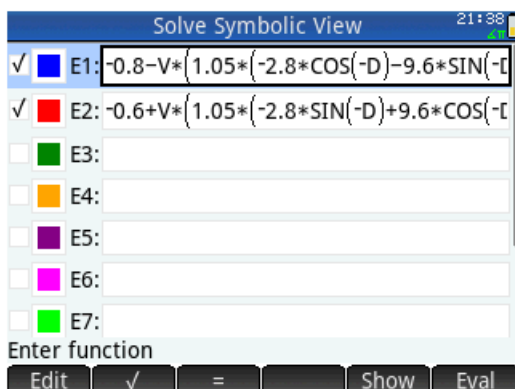 Solve Symbolic View 21:38
∡π
√ E1: -0.8-V*(1.05*(-2.8*COS(-D)-9.6*SIN(-D
√ E2: -0.6+V*(1.05*(-2.8*SIN(-D)+9.6*COS(-D
E3:
E4:
E5:
E6:
E7:
Enter function
Edit √ = Show Eval